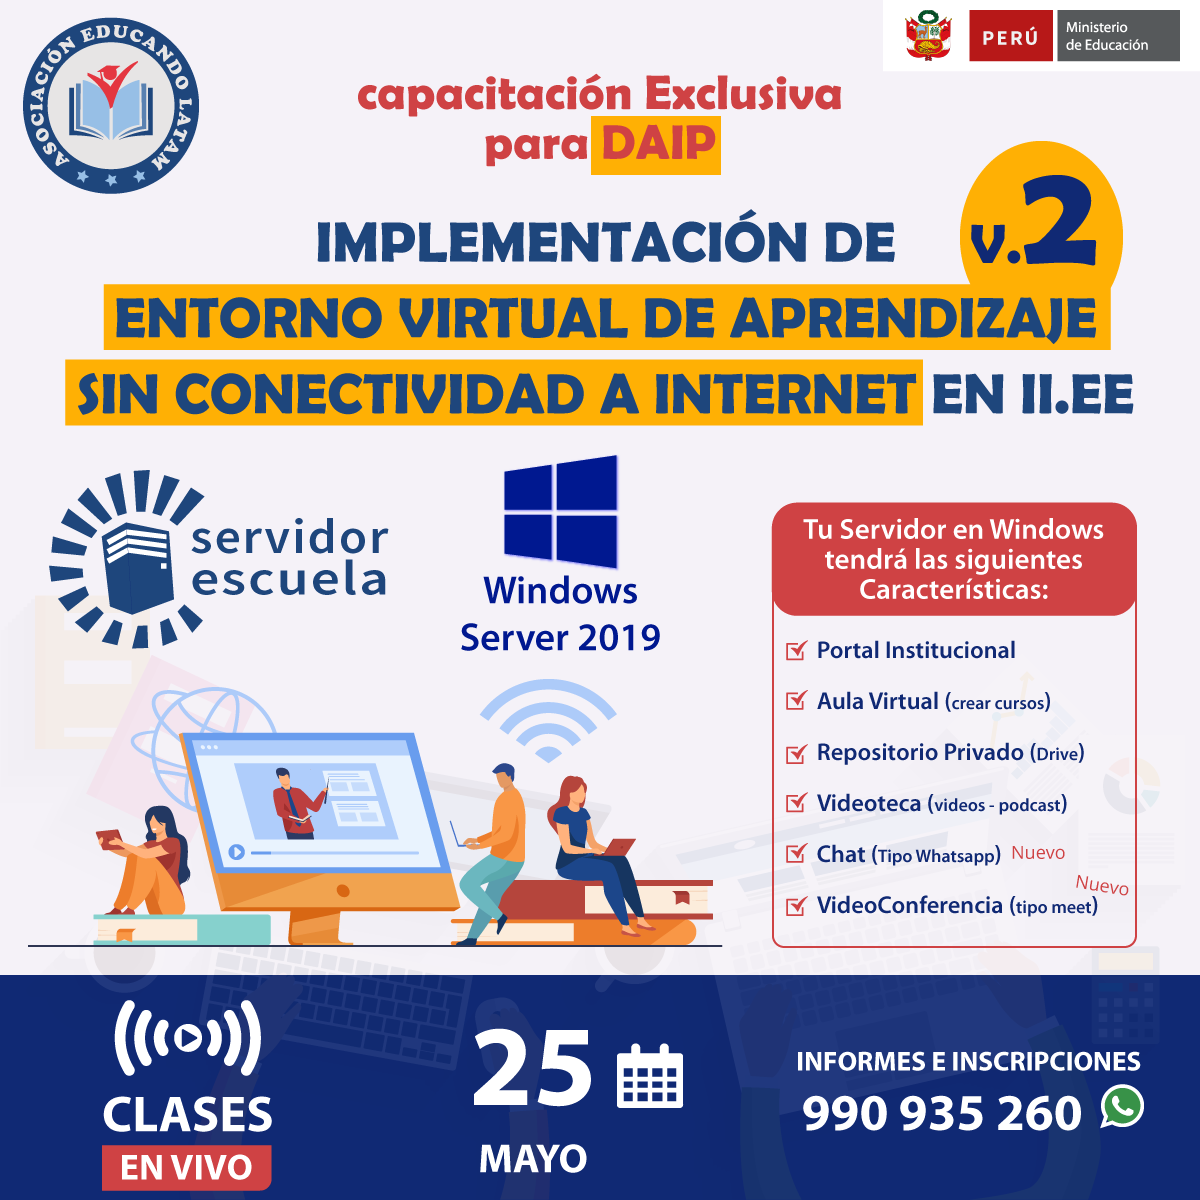 ASOCIACIÓN EDUCANDO LATAM
PERÚ
Ministerio
de Educación
capacitación Exclusiva
para DAIP
IMPLEMENTACIÓN DE
v.2
ENTORNO VIRTUAL DE APRENDIZAJE
SIN CONECTIVIDAD A INTERNET EN II.EE
servidor
escuela
Windows
Server 2019
Tu Servidor en Windows
tendrá las siguientes
Características:
Portal Institucional
Aula Virtual (crear cursos)
Repositorio Privado (Drive)
Videoteca (videos - podcast)
Chat (Tipo Whatsapp) Nuevo
Nuevo
VideoConferencia (tipo meet)
CLASES
EN VIVO
25
MAYO
INFORMES E INSCRIPCIONES
990 935 260